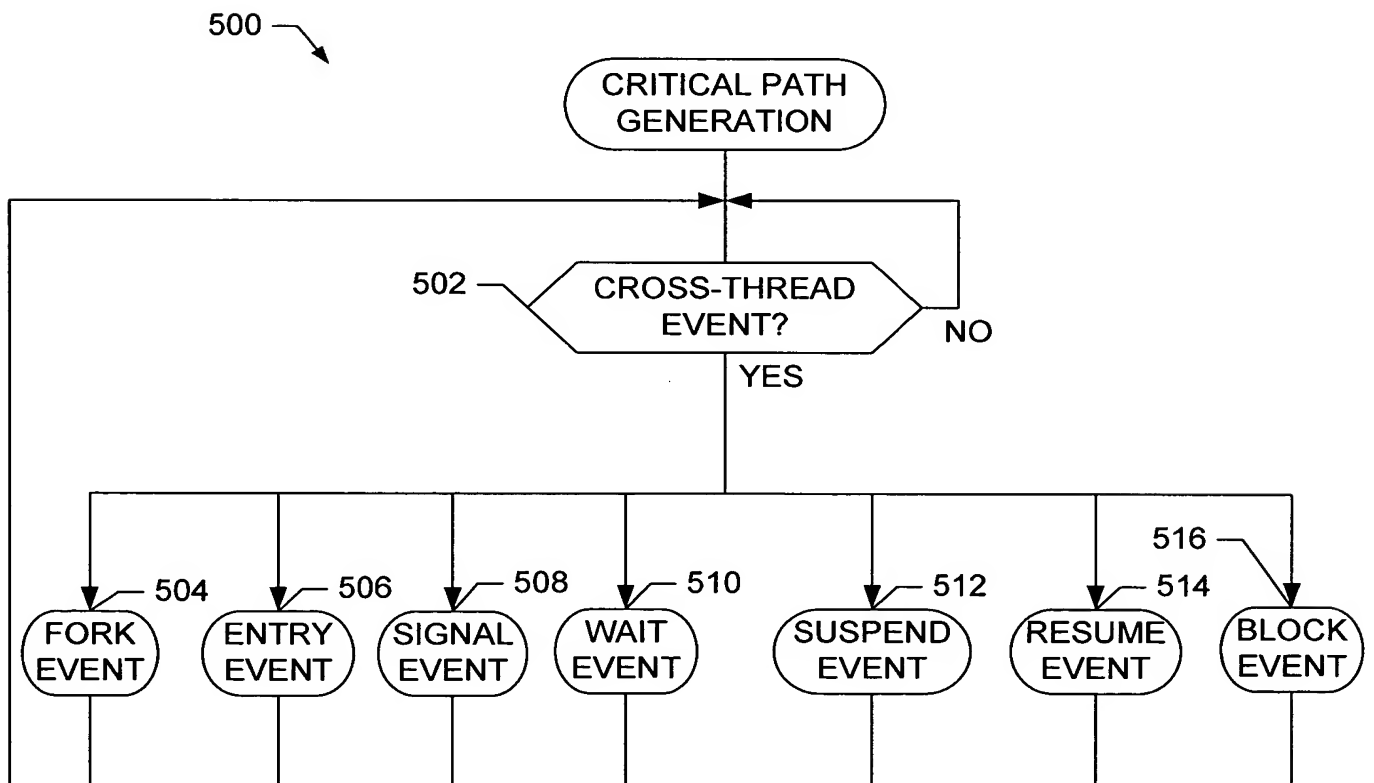 500
CRITICAL PATH
GENERATION
502
CROSS-THREAD
EVENT?
NO
YES
504
FORK
EVENT
506
ENTRY
EVENT
508
SIGNAL
EVENT
510
WAIT
EVENT
512
SUSPEND
EVENT
514
RESUME
EVENT
516
BLOCK
EVENT